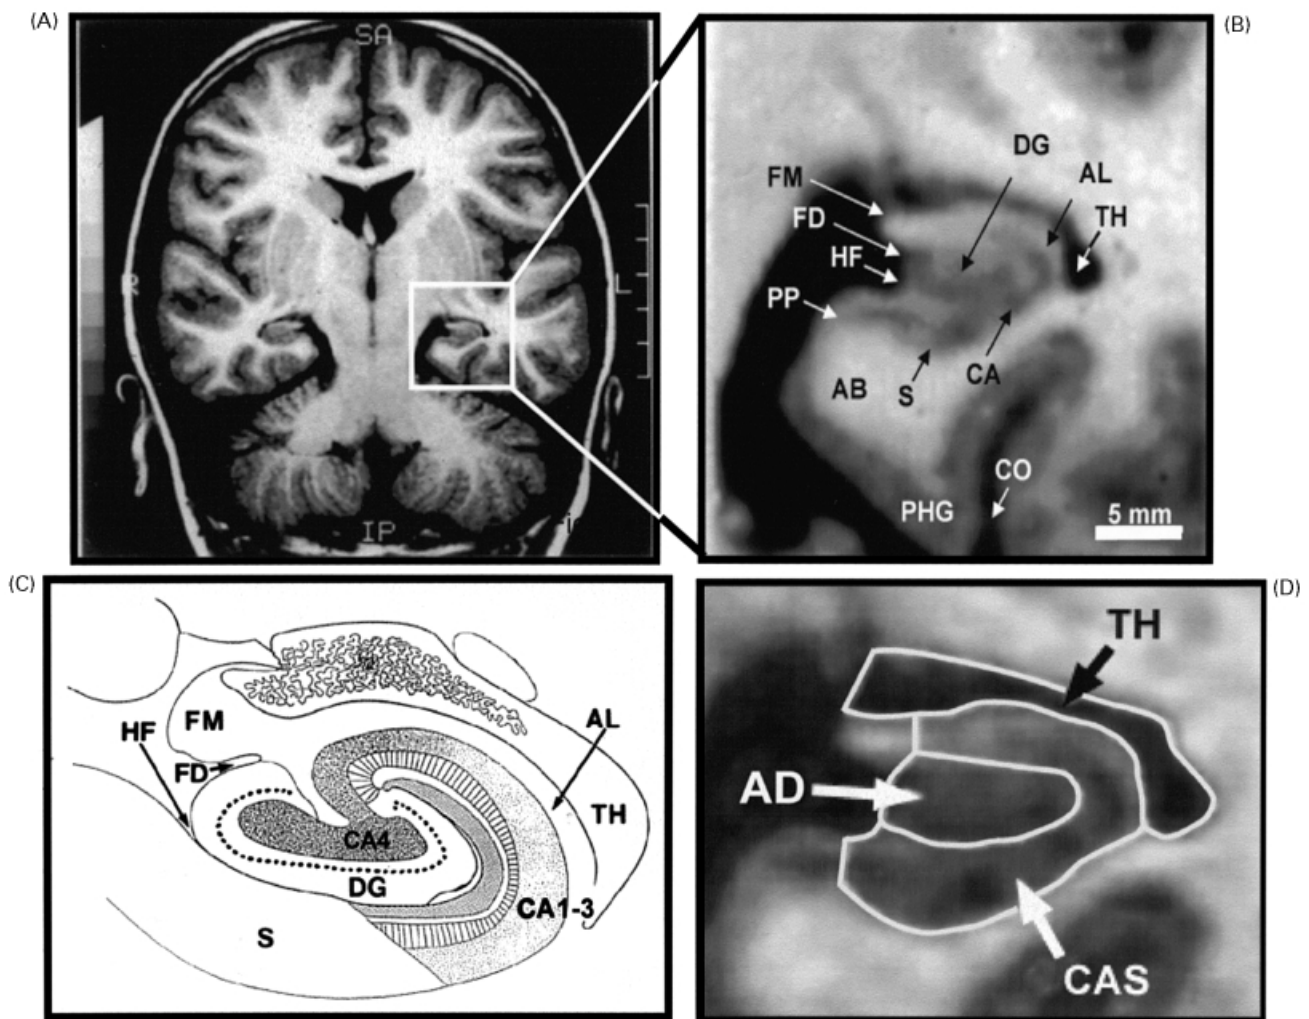 (A)
SA
R
L
IP
(B)
DG
FM
AL
FD
TH
HF
PP
AB
S
CA
CO
PHG
5 mm
(C)
FM
HF
AL
FD
TH
CA4
DG
CA1-3
S
(D)
TH
AD
CAS